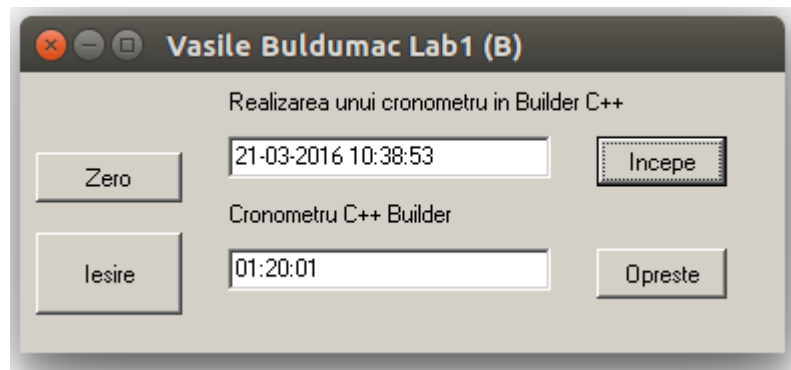 Vasile Buldumac Lab1 (B)
Realizarea unui cronometru in Builder C++
21-03-2016 10:38:53
Incepe
Zero
Cronometru C++ Builder
Iesire
01:20:01
Opreste